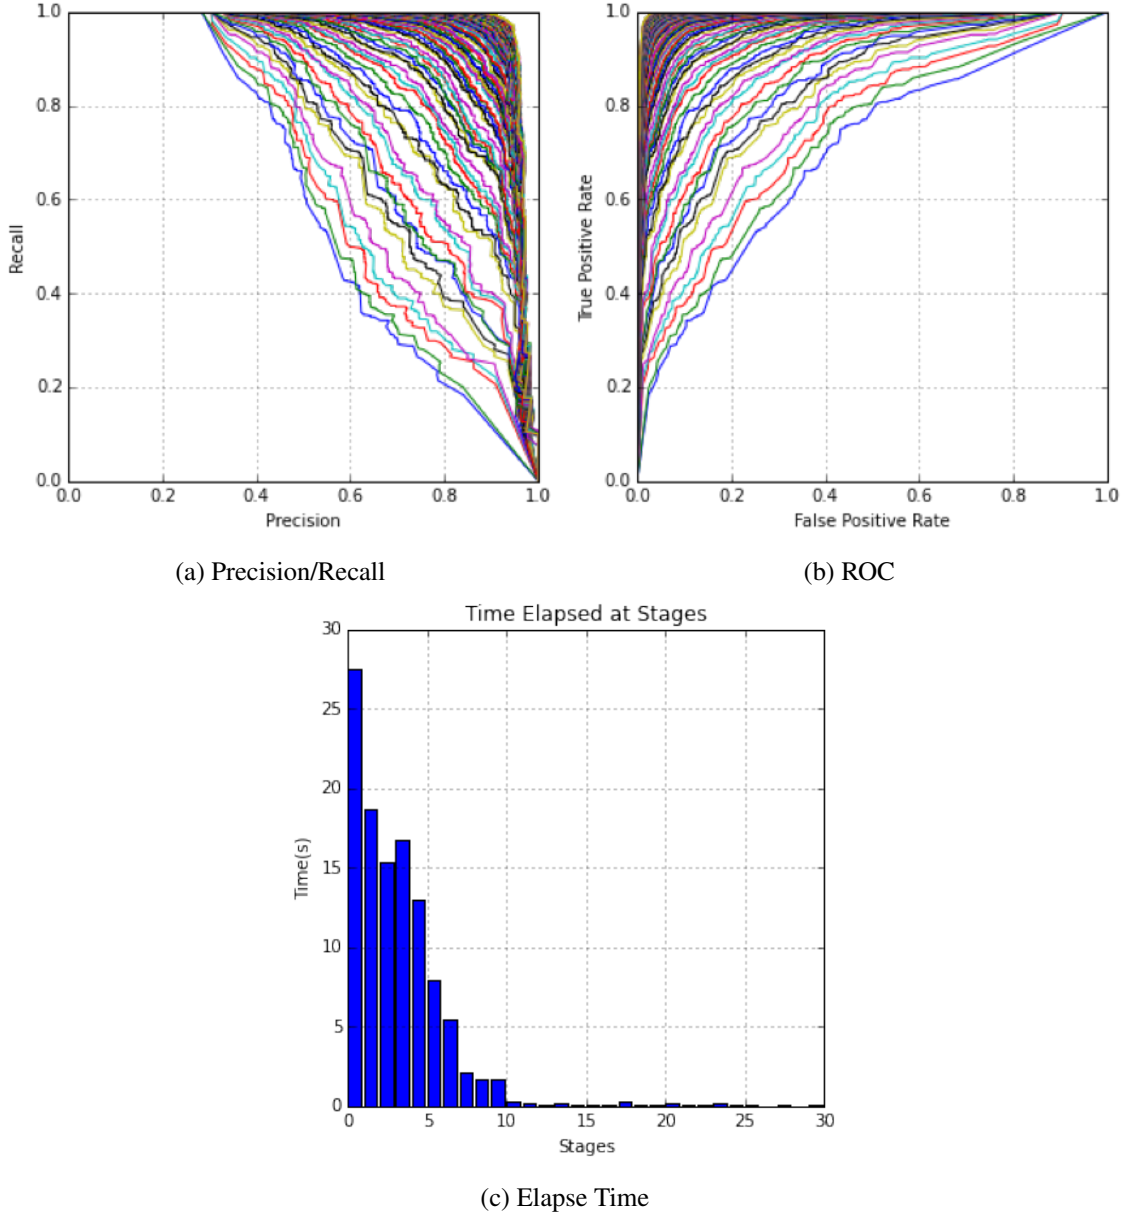 1.0
0.8
0.6
0.4
0.2
0.0
Recall
0.0 0.2 0.4 0.6 0.8 1.0
Precision
(a) Precision/Recall
1.0
0.8
0.6
0.4
0.2
0.0
True Positive Rate
0.0 0.2 0.4 0.6 0.8 1.0
False Positive Rate
(b) ROC
Time Elapsed at Stages
30
25
20
15
10
5
0
Time(s)
0 5 10 15 20 25 30
Stages
(c) Elapse Time